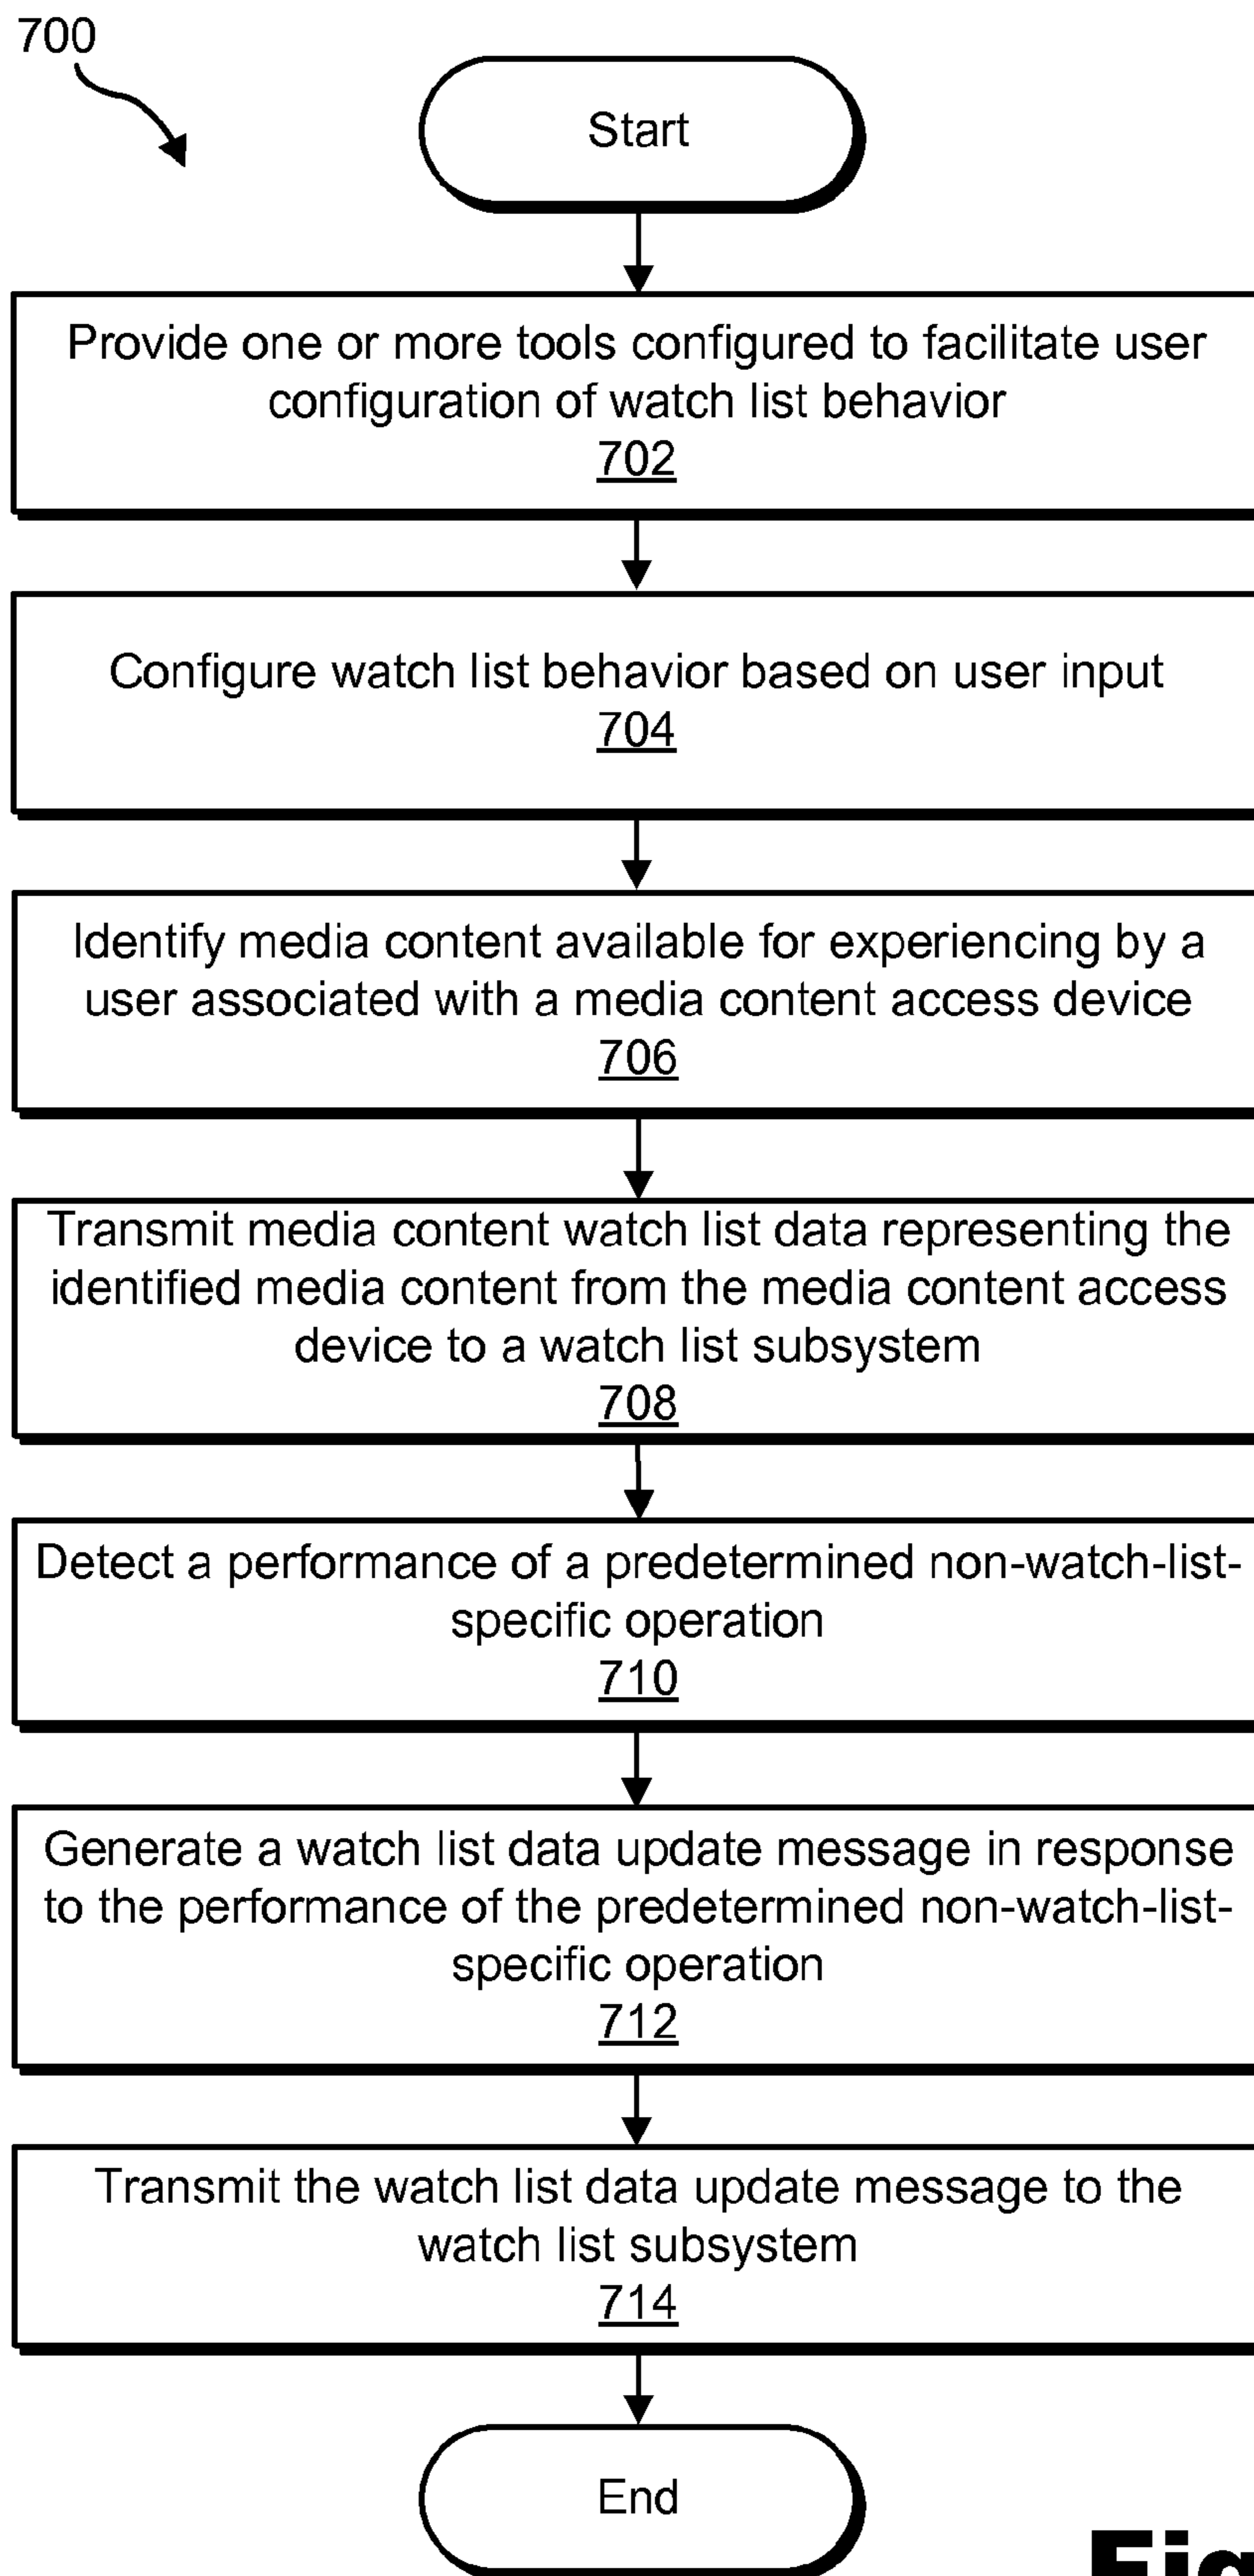 700
Start
Provide one or more tools configured to facilitate user
configuration of watch list behavior
702
Configure watch list behavior based on user input
704
Identify media content available for experiencing by a
user associated with a media content access device
706
Transmit media content watch list data representing the
identified media content from the media content access
device to a watch list subsystem
708
Detect a performance of a predetermined non-watch-list-
specific operation
710
Generate a watch list data update message in response
to the performance of the predetermined non-watch-list-
specific operation
712
Transmit the watch list data update message to the
watch list subsystem
714
End